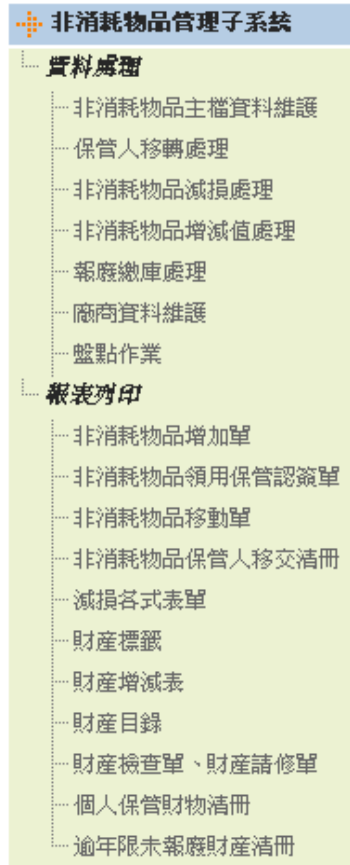 非消耗物品管理子系統
資料處理
非消耗物品主檔資料維護
保管人移轉處理
非消耗物品減損處理
非消耗物品增減值處理
報廢繳庫處理
廠商資料維護
盤點作業
報表列印
非消耗物品增加單
非消耗物品領用保管認簽單
非消耗物品移動單
非消耗物品保管人移交清冊
減損各式表單
財產標籤
財產增減表
財產目錄
財產檢查單、財產請修單
個人保管財物清冊
逾年限未報廢財產清冊